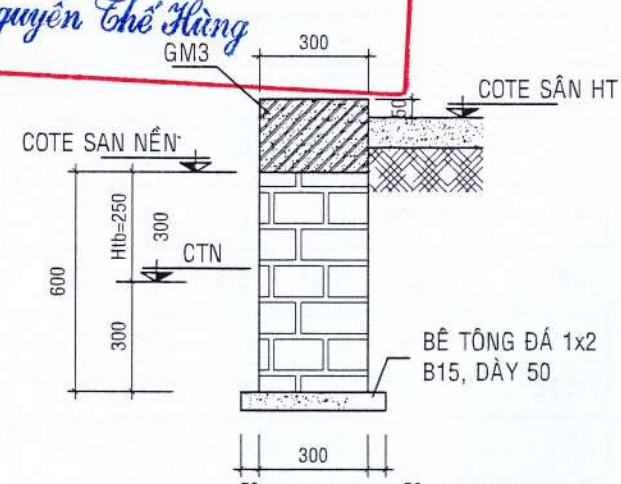 guyễn Thế Hùng
GM3
300
50
COTE SÂN HT
COTE SAN NỀN
Htb=250
300
CTN
600
300
BÊ TÔNG ĐÁ 1x2
B15, DÀY 50
300